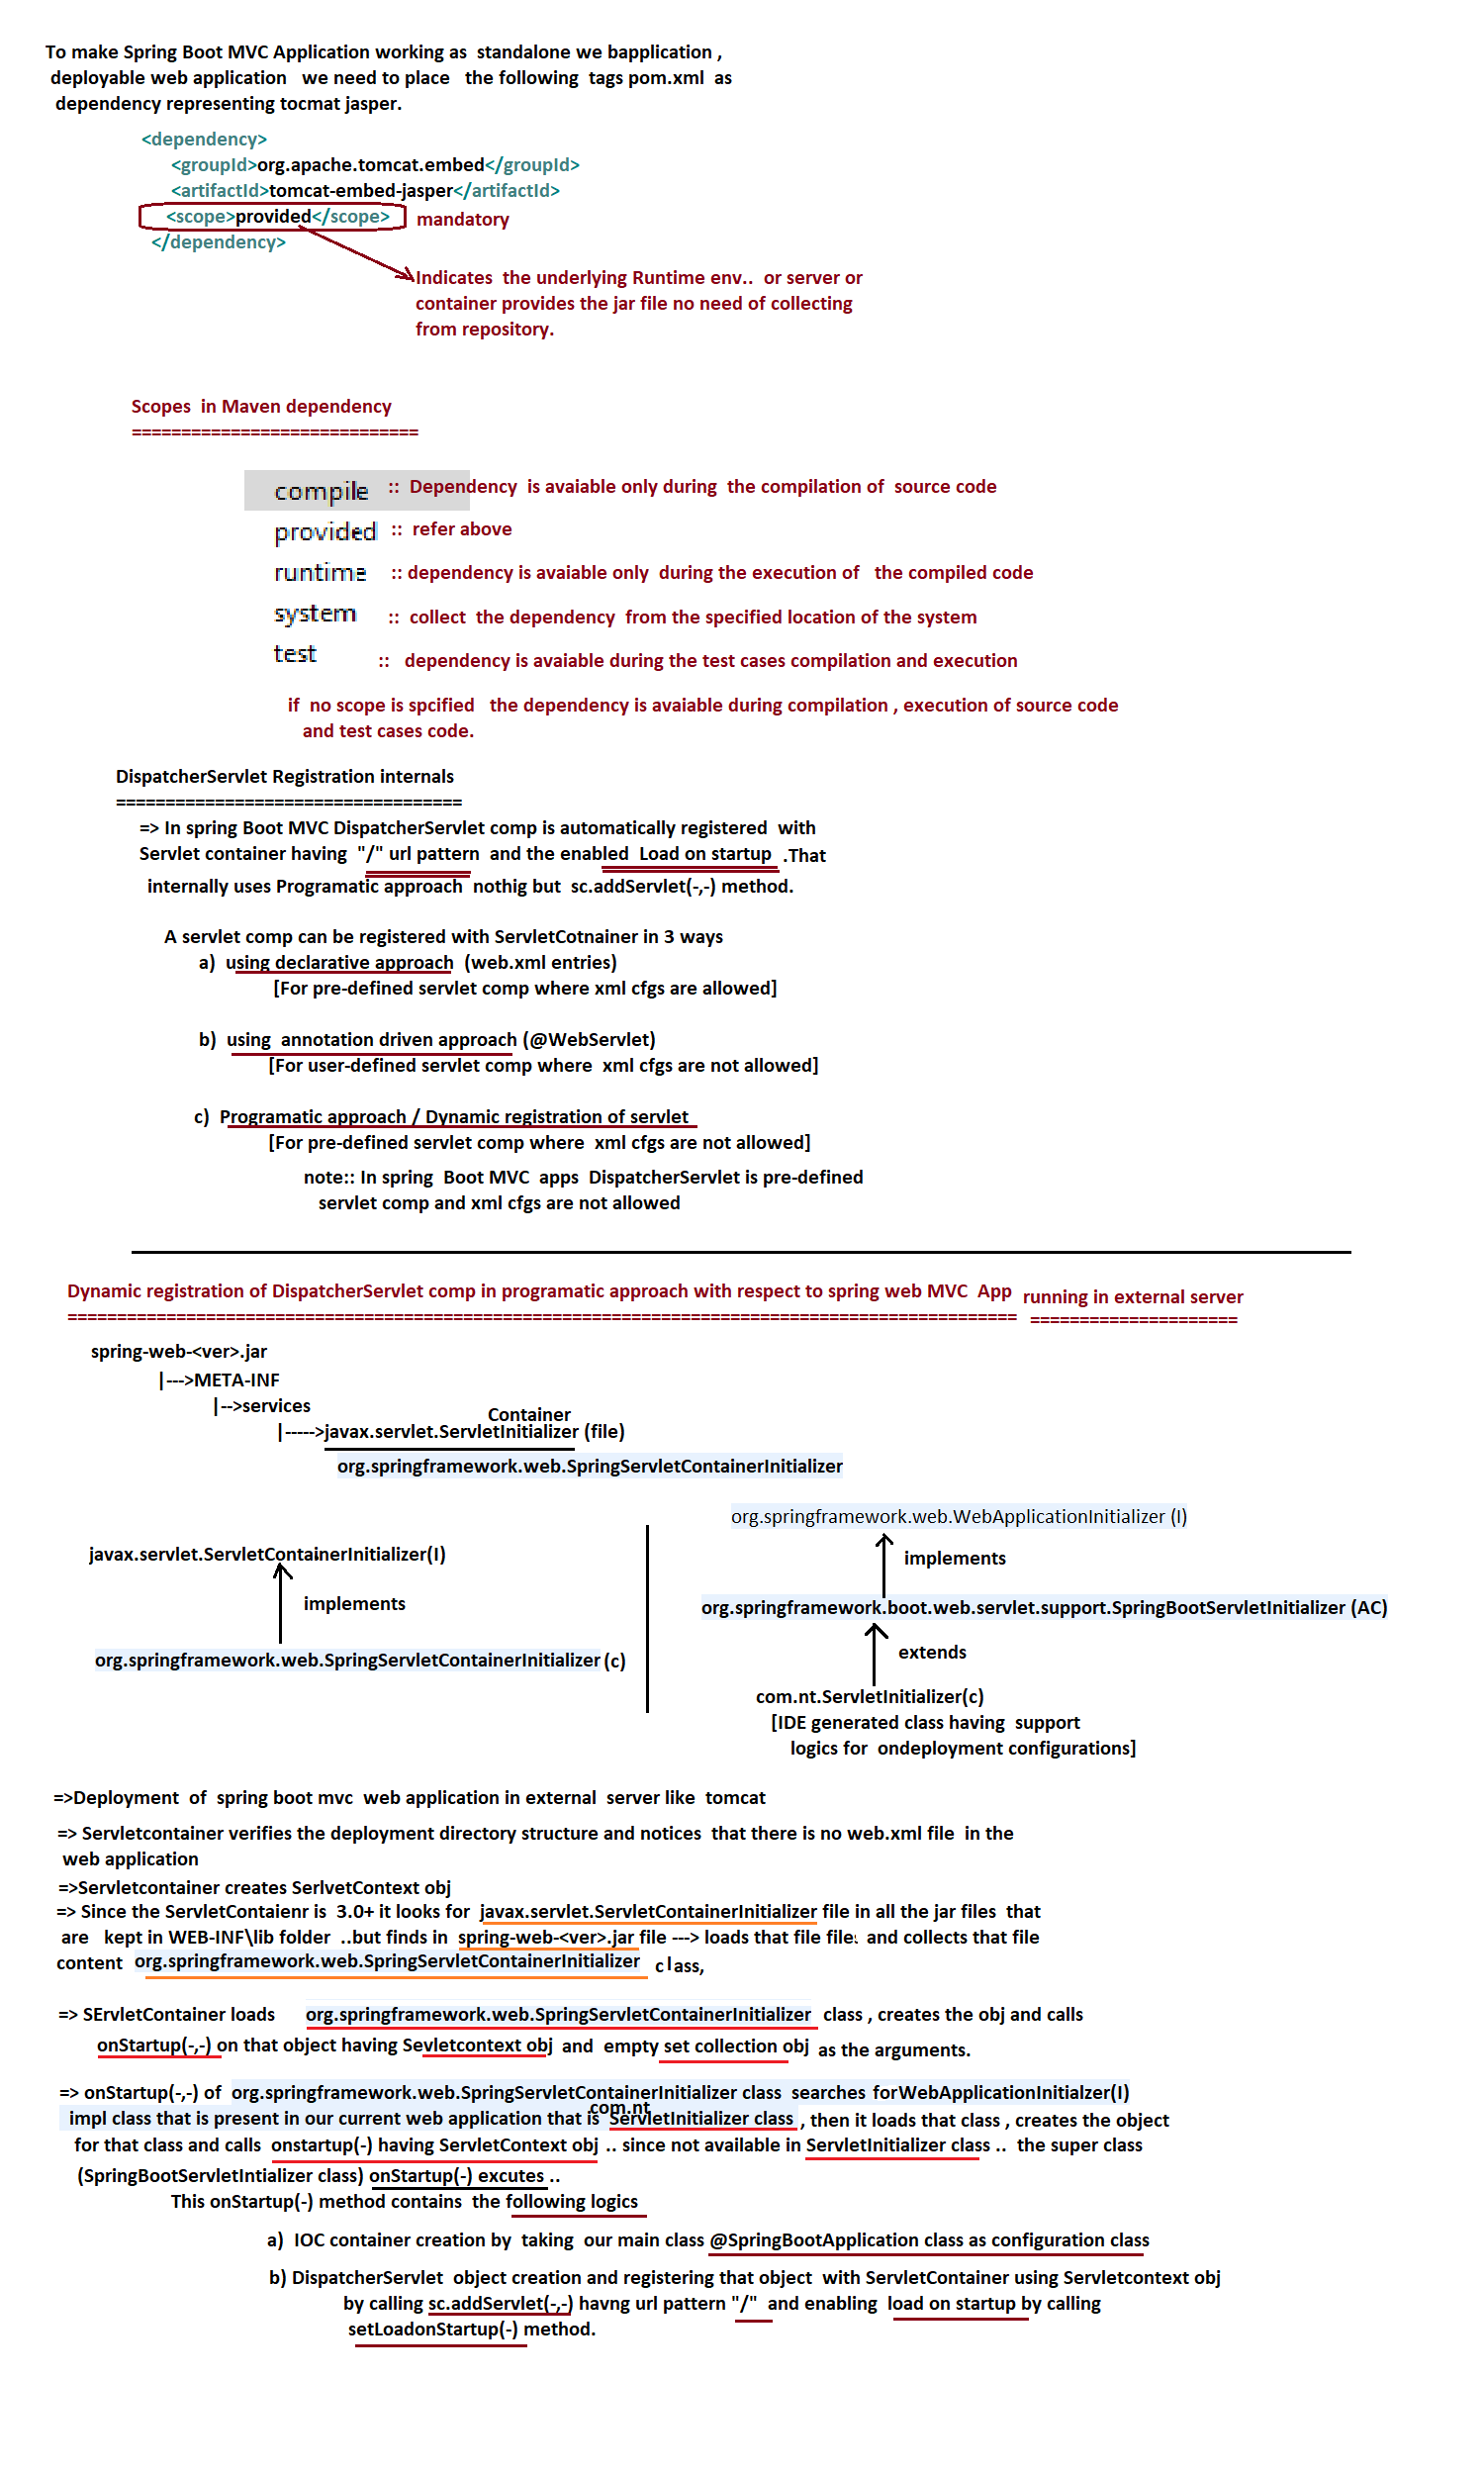 To make Spring Boot MVC Application working as  standalone we bapplication ,
deployable web application   we need to place   the following  tags pom.xml  as
dependency representing tocmat jasper.
<dependency>
<groupId>org.apache.tomcat.embed</groupId>
<artifactId>tomcat-embed-jasper</artifactId>
<scope>provided</scope> mandatory
</dependency>
Indicates  the underlying Runtime env..  or server or
container provides the jar file no need of collecting
from repository.
Scopes  in Maven dependency
=============================
compile ::  Dependency  is avaiable only during  the compilation of  source code
provided ::  refer above
runtime :: dependency is avaiable only  during the execution of   the compiled code
system ::  collect  the dependency  from the specified location of the system
test ::   dependency is avaiable during the test cases compilation and execution
if  no scope is spcified   the dependency is avaiable during compilation , execution of source code
and test cases code.
DispatcherServlet Registration internals
===================================
=> In spring Boot MVC DispatcherServlet comp is automatically registered  with
Servlet container having  "/" url pattern  and the enabled  Load on startup .That
internally uses Programatic approach  nothig but  sc.addServlet(-,-) method.
A servlet comp can be registered with ServletCotnainer in 3 ways
a)  using declarative approach  (web.xml entries)
[For pre-defined servlet comp where xml cfgs are allowed]
b)  using  annotation driven approach (@WebServlet)
[For user-defined servlet comp where  xml cfgs are not allowed]
c)  Programatic approach / Dynamic registration of servlet
[For pre-defined servlet comp where  xml cfgs are not allowed]
note:: In spring  Boot MVC  apps  DispatcherServlet is pre-defined
servlet comp and xml cfgs are not allowed
Dynamic registration of DispatcherServlet comp in programatic approach with respect to spring web MVC  App running in external server
================================================================================================ =====================
spring-web-<ver>.jar
|--->META-INF
|-->services
Container
|----->javax.servlet.ServletInitializer (file)
org.springframework.web.SpringServletContainerInitializer
org.springframework.web.WebApplicationInitializer (I)
javax.servlet.ServletContainerInitializer(I)
implements
implements
org.springframework.boot.web.servlet.support.SpringBootServletInitializer (AC)
extends
org.springframework.web.SpringServletContainerInitializer (c)
com.nt.ServletInitializer(c)
[IDE generated class having  support
logics for  ondeployment configurations]
=>Deployment  of  spring boot mvc  web application in external  server like  tomcat
=> Servletcontainer verifies the deployment directory structure and notices  that there is no web.xml file  in the
web application
=>Servletcontainer creates SerlvetContext obj
=> Since the ServletContaienr is  3.0+ it looks for  javax.servlet.ServletContainerInitializer file in all the jar files  that
are   kept in WEB-INF\lib folder  ..but finds in  spring-web-<ver>.jar file ---> loads that file file  and collects that file
content  org.springframework.web.SpringServletContainerInitializer  class,
=> SErvletContainer loads org.springframework.web.SpringServletContainerInitializer class , creates the obj and calls
onStartup(-,-) on that object having Sevletcontext obj  and  empty set collection obj  as the arguments.
=> onStartup(-,-) of  org.springframework.web.SpringServletContainerInitializer class  searches  forWebApplicationInitialzer(I)
com.nt
impl class that is present in our current web application that is  ServletInitializer class , then it loads that class , creates the object
for that class and calls  onstartup(-) having ServletContext obj .. since not available in ServletInitializer class ..  the super class
(SpringBootServletIntializer class) onStartup(-) excutes ..
This onStartup(-) method contains  the following logics
a)  IOC container creation by  taking  our main class @SpringBootApplication class as configuration class
b) DispatcherServlet  object creation and registering that object  with ServletContainer using Servletcontext obj
by calling sc.addServlet(-,-) havng url pattern "/"  and enabling  load on startup by calling
setLoadonStartup(-) method.